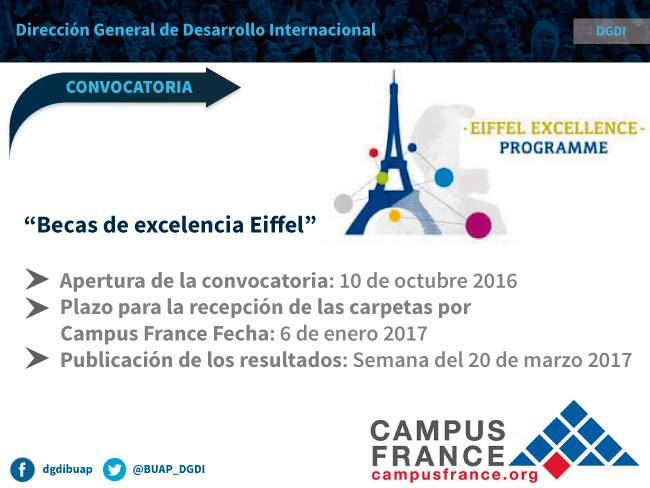 Dirección General de Desarrollo Internacional
DGDI
CONVOCATORIA
- EIFFEL EXCELLENCE -
PROGRAMME
“Becas de excelencia Eiffel”
Apertura de la convocatoria: 10 de octubre 2016
Plazo para la recepción de las carpetas por
Campus France Fecha: 6 de enero 2017
Publicación de los resultados: Semana del 20 de marzo 2017
CAMPUS
FRANCE
campusfrance.org
dgdibuap
@BUAP_DGDI